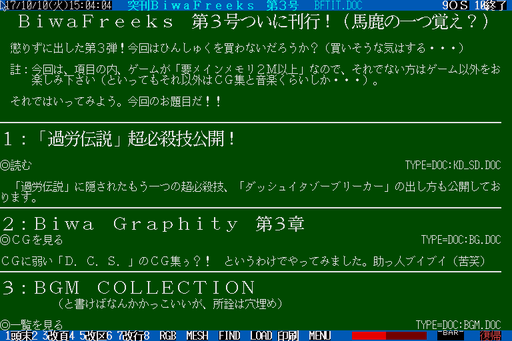 17/10/10(火)15:04:04 突刊BiwaFreeks 第3号 BFTIT.DOC 90S 10終了
BiwaFreeks 第3号ついに刊行！（馬鹿の一つ覚え？）
懲りずに出した第3弾！今回はひんしゅくを買わないだろうか？（買いそうな気はする・・・）
註：今回は、項目の内、ゲームが「要メインメモリ2M以上」なので、それでない方はゲーム以外をお
楽しみ下さい（といってもそれ以外はCG集と音楽くらいしか・・・）。
それではいってみよう。今回のお題目だ！！
1：「過労伝説」超必殺技公開！
◎読む TYPE=DOC:KD_SD.DOC
「過労伝説」に隠されたもう一つの超必殺技、「ダッシュイタゾーブリーカー」の出し方も公開してお
ります。
2：Biwa Graphity 第3章
◎CGを見る TYPE=DOC:BG.DOC
CGに弱い「D.C.S.」のCG集ぅ？！ というわけでやってみました。助っ人ブイブイ（苦笑）
3：BGM COLLECTION
（と書けばなんかかっこいいが、所詮は穴埋め）
◎一覧を見る TYPE=DOC:BGM.DOC
1頭末2 3改頁4 5改区6 7改行8 RGB MESH FIND LOAD 印刷 MENU -BAR- 復帰